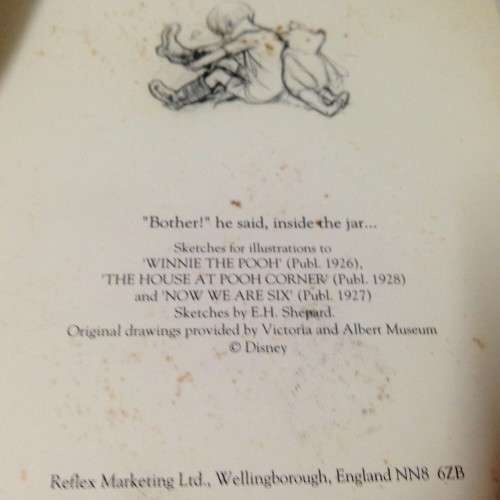 "Bother!" he said, inside the jar...
Sketches for illustrations to
'WINNIE THE POOH' (Publ. 1926),
'THE HOUSE AT POOH CORNER' (Publ. 1928)
and 'NOW WE ARE SIX' (Publ. 1927)
Sketches by E.H. Shepard.
Original drawings provided by Victoria and Albert Museum
© Disney
Reflex Marketing Ltd., Wellingborough, England NN8 6ZB